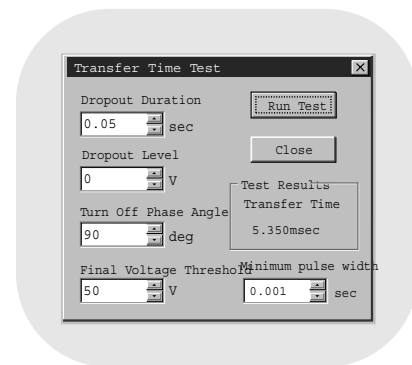 Transfer Time Test
Dropout Duration
0.05 sec
Run Test
Dropout Level
0 V
Close
Turn Off Phase Angle
90 deg
Test Results
Transfer Time
5.350msec
Final Voltage Threshold
50 V
Minimum pulse width
0.001 sec